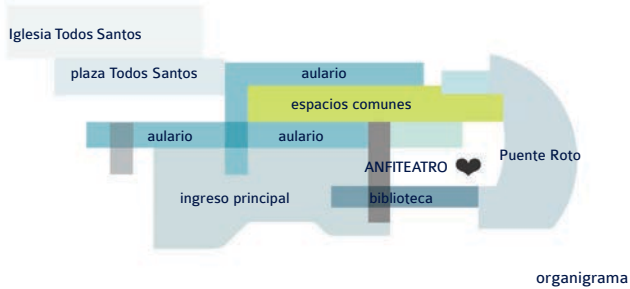 Iglesia Todos Santos
plaza Todos Santos
aulario
espacios comunes
aulario
aulario
Puente Roto
ANFITEATRO
ingreso principal
biblioteca
organigrama